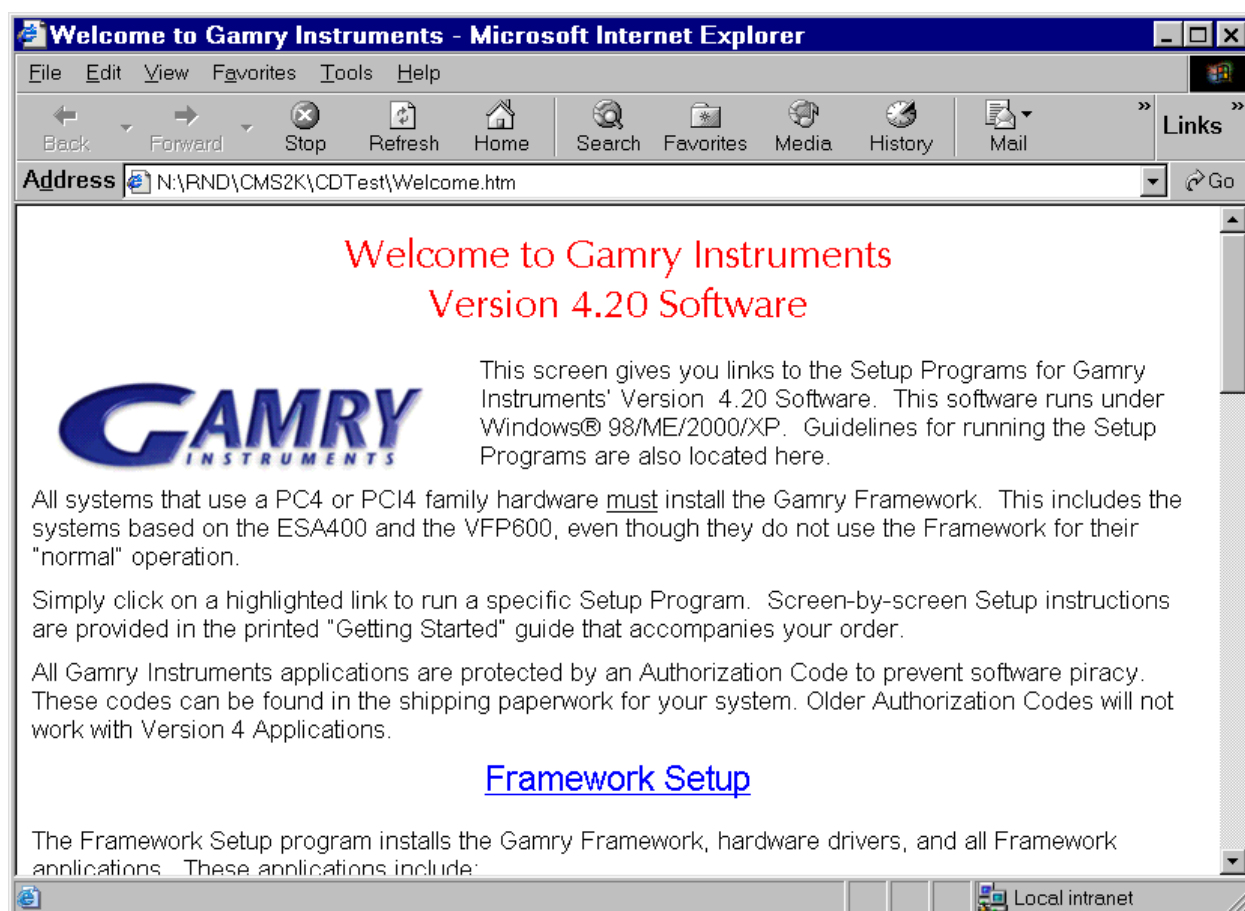 Welcome to Gamry Instruments - Microsoft Internet Explorer
File Edit View Favorites Tools Help
Back Forward Stop Refresh Home Search Favorites Media History Mail » Links »
Address N:\RND\CMS2K\CDTest\Welcome.htm Go
Welcome to Gamry Instruments
Version 4.20 Software
GAMRY
INSTRUMENTS
This screen gives you links to the Setup Programs for Gamry
Instruments' Version 4.20 Software. This software runs under
Windows® 98/ME/2000/XP. Guidelines for running the Setup
Programs are also located here.
All systems that use a PC4 or PCI4 family hardware must install the Gamry Framework. This includes the
systems based on the ESA400 and the VFP600, even though they do not use the Framework for their
"normal" operation.
Simply click on a highlighted link to run a specific Setup Program. Screen-by-screen Setup instructions
are provided in the printed "Getting Started" guide that accompanies your order.
All Gamry Instruments applications are protected by an Authorization Code to prevent software piracy.
These codes can be found in the shipping paperwork for your system. Older Authorization Codes will not
work with Version 4 Applications.
Framework Setup
The Framework Setup program installs the Gamry Framework, hardware drivers, and all Framework
applications. These applications include:
Local intranet